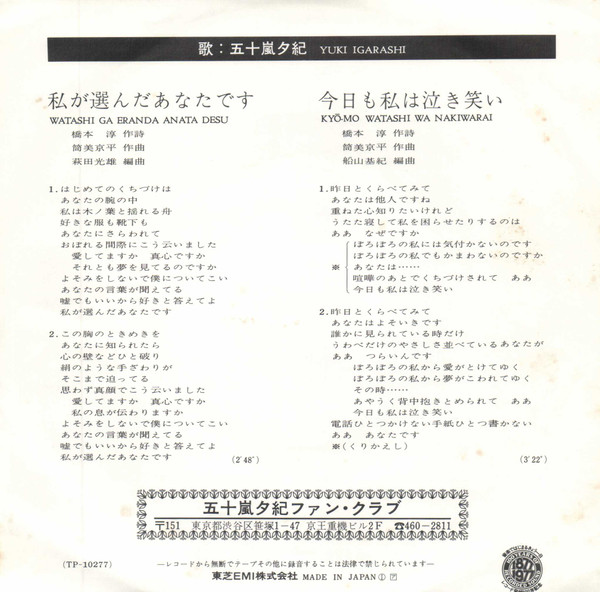 歌：五十嵐夕紀 YUKI IGARASHI
私が選んだあなたです
WATASHI GA ERANDA ANATA DESU
橋本 淳 作詩
筒美京平 作曲
萩田光雄 編曲
1.はじめてのくちづけは
あなたの腕の中
私は木ノ葉と揺れる舟
好きな服も靴下も
あなたにさらわれて
おぼれる間際にこう云いました
愛してますか 真心ですか
それとも夢を見てるのですか
よそみをしないで僕についてこい
あなたの言葉が聞えてる
嘘でもいいから好きと答えてよ
私が選んだあなたです
2.この胸のときめきを
あなたに知られたら
心の壁などひと破り
絹のような手ざわりが
そこまで迫ってる
思わず真顔でこう云いました
愛してますか 真心ですか
私の息が伝わりますか
よそみをしないで僕についてこい
あなたの言葉が聞えてる
嘘でもいいから好きと答えてよ
私が選んだあなたです
(2′48″)
今日も私は泣き笑い
KYŌ-MO WATASHI WA NAKIWARAI
橋本 淳 作詩
筒美京平 作曲
船山基紀 編曲
1.昨日とくらべてみて
あなたは他人ですね
重ねた心知りたいけれど
うたた寝して私を困らせたりするのは
ああ なぜですか
ぼろぼろの私には気付かないのです
ぼろぼろの私でもかまわないのですか
※ あなたは……
喧嘩のあとでくちづけされて ああ
今日も私は泣き笑い
2.昨日とくらべてみて
あなたはよそいきです
誰かに見られている時だけ
うわべだけのやさしさ並べているあなたが
ああ つらいんです
ぼろぼろの私から愛がとけてゆく
ぼろぼろの私から夢がこわれてゆく
その時……
あやうく背中抱きとめられて ああ
今日も私は泣き笑い
電話ひとつかけない手紙ひとつ書かない
ああ あなたです
※(くりかえし)
(3′22″)
五十嵐夕紀ファン・クラブ
〒151 東京都渋谷区笹塚1-47 京王重機ビル2F ☎460-2811
(TP-10277)
—レコードから無断でテープその他に録音することは法律で禁じられています—
東芝EMI株式会社 MADE IN JAPAN Ⓛ Ⓟ
1877
1977